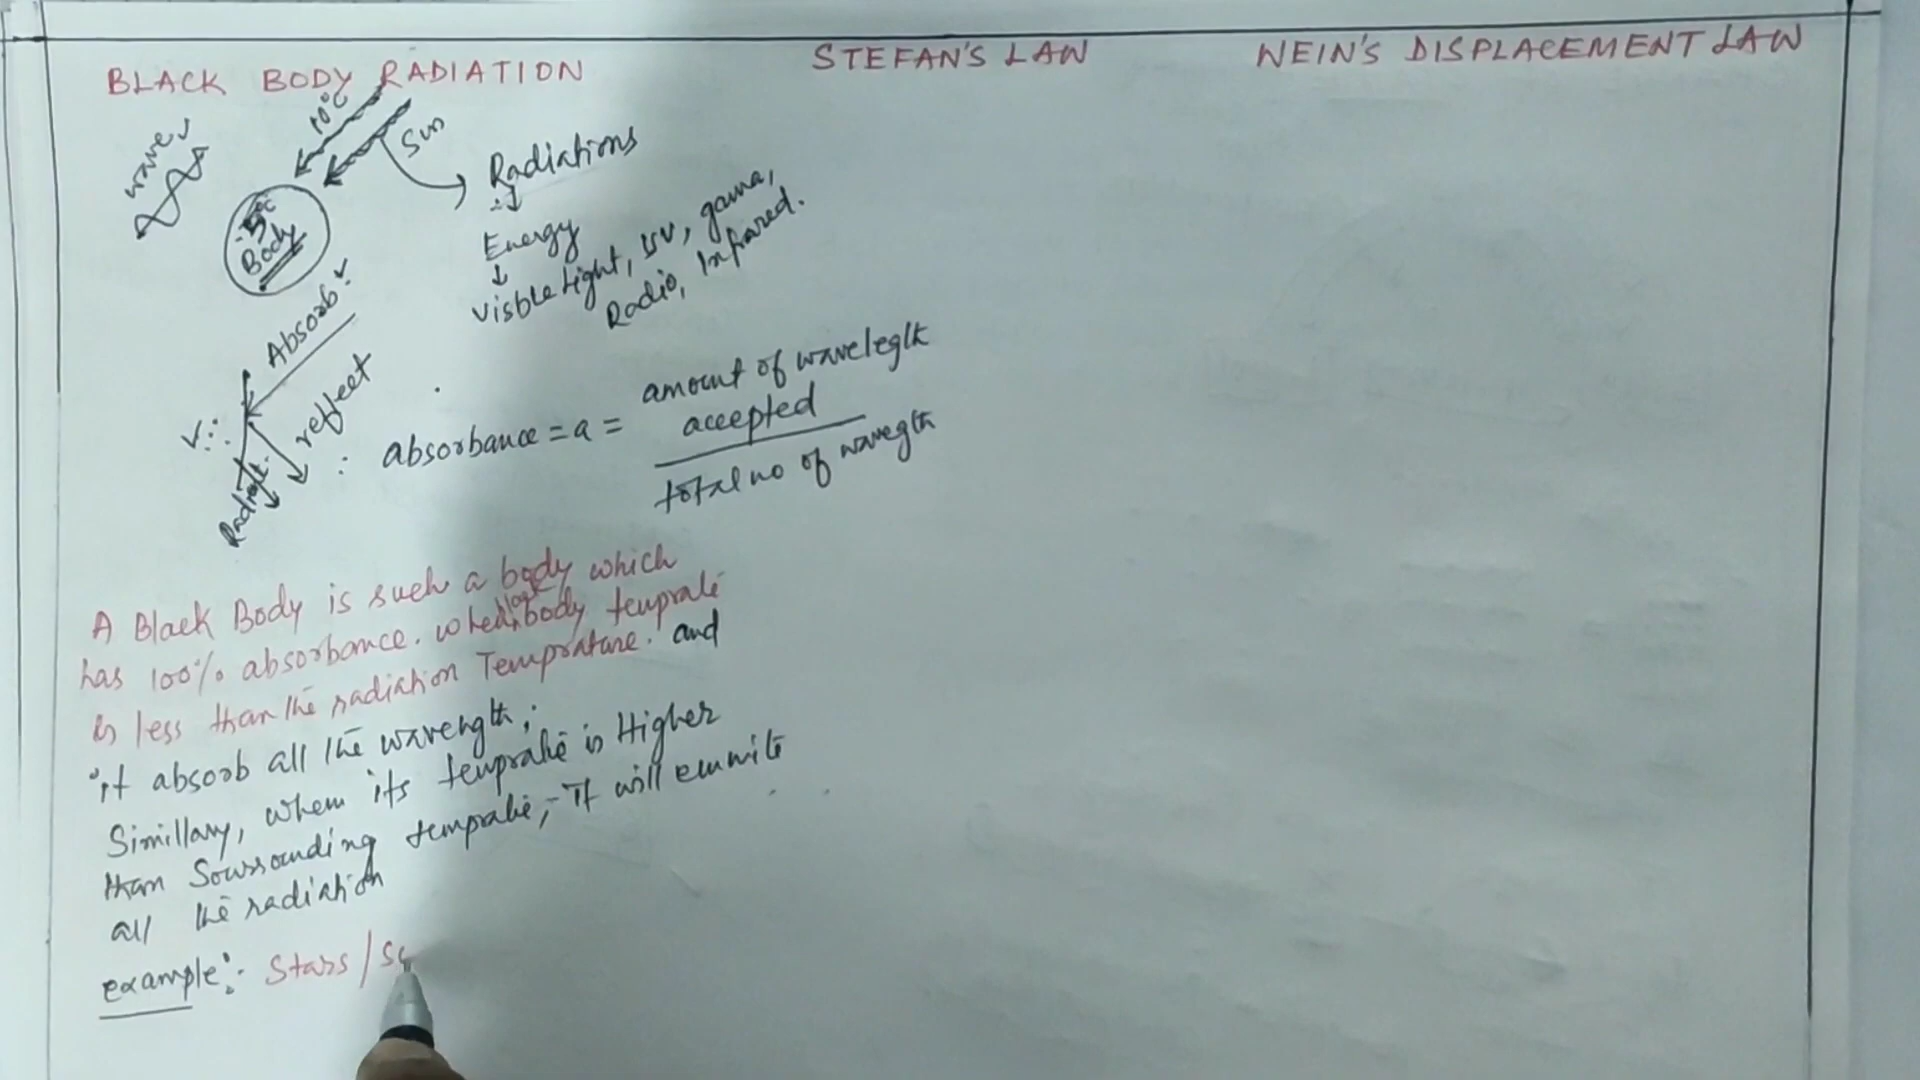 BLACK BODY RADIATION
STEFAN'S LAW
WEIN'S DISPLACEMENT LAW
wave
10°C
Sun
Body
Radiations
Energy
visble light, UV, gama,
Radio, Infrared.
Absorb
reflect
absorbance = a =
amount of wavelegth
accepted
total no of wavegth
A Black Body is such a body which
has 100% absorbance. when black body temprate
is less than the radiation Temprature. and
it absorb all the wavength;
Simillary, when its temprate is Higher
than Sourrounding temprate, it will emmite
all the radiation
example:- Stars /